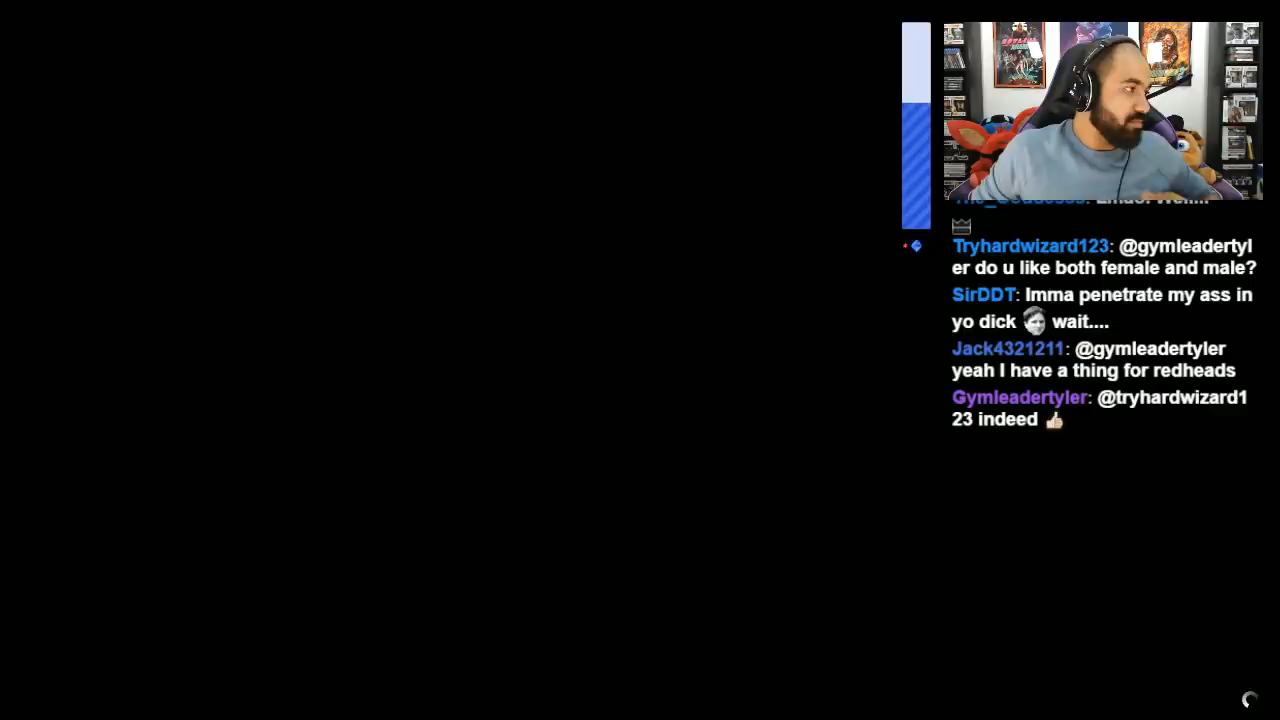 Tryhardwizard123: @gymleadertyl
er do u like both female and male?
SirDDT: Imma penetrate my ass in
yo dick wait....
Jack4321211: @gymleadertyler
yeah I have a thing for redheads
Gymleadertyler: @tryhardwizard1
23 indeed 👍🏻